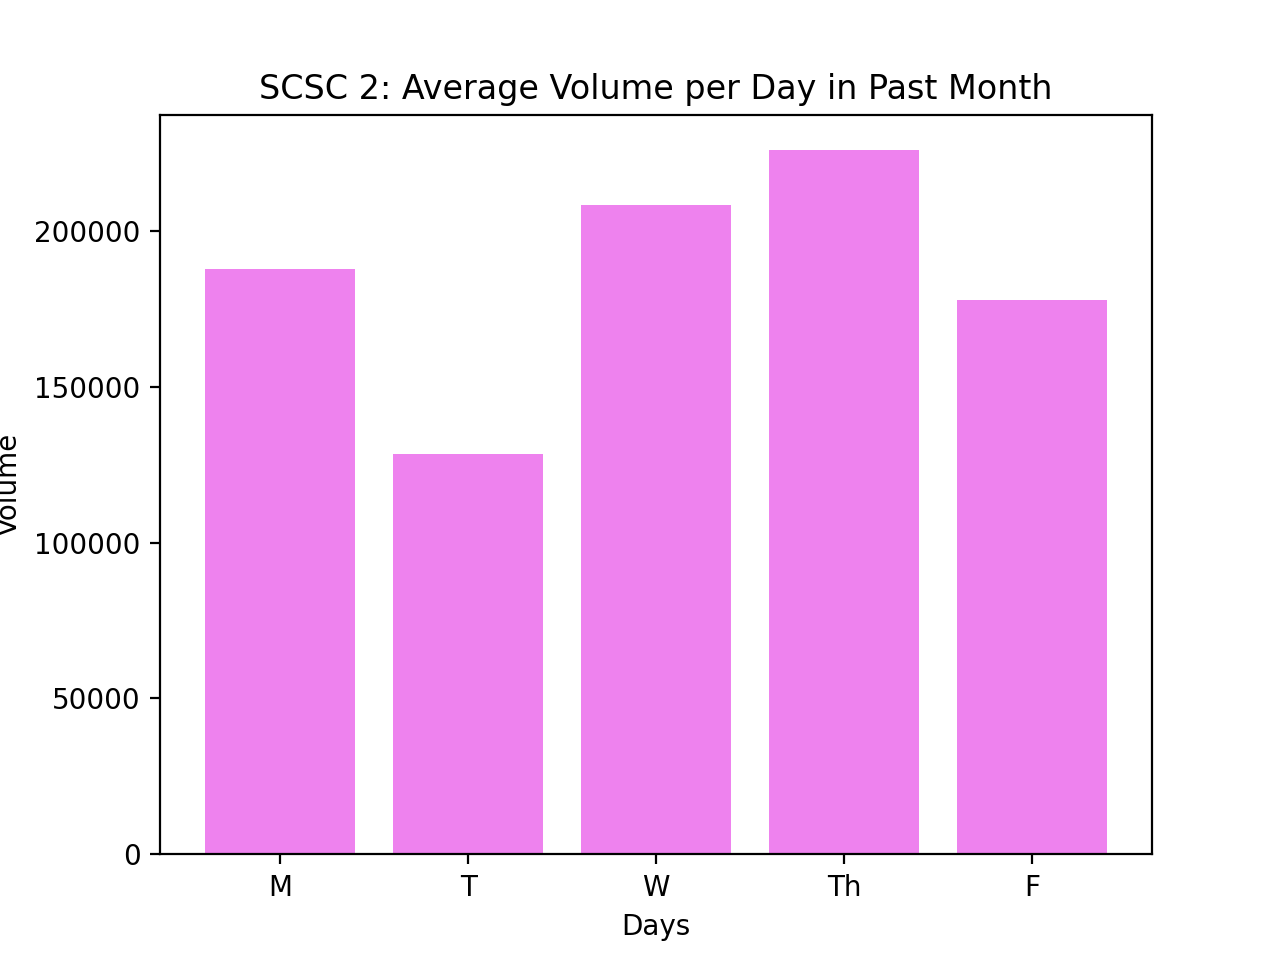 SCSC 2: Average Volume per Day in Past Month
200000
150000
100000
50000
0
Volume
M T W Th F
Days